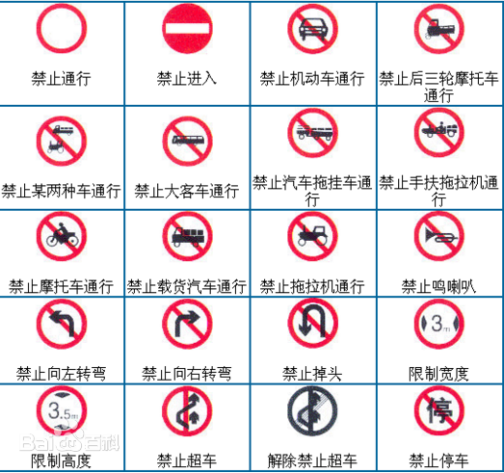 禁止通行
禁止进入
禁止机动车通行
禁止后三轮摩托车
通行
禁止某两种车通行
禁止大客车通行
禁止汽车拖挂车通
行
禁止手扶拖拉机通
行
禁止摩托车通行
禁止载货汽车通行
禁止拖拉机通行
禁止鸣喇叭
禁止向左转弯
禁止向右转弯
禁止掉头
3m
限制宽度
3.5m
限制高度
Bai百科
禁止超车
解除禁止超车
停
禁止停车